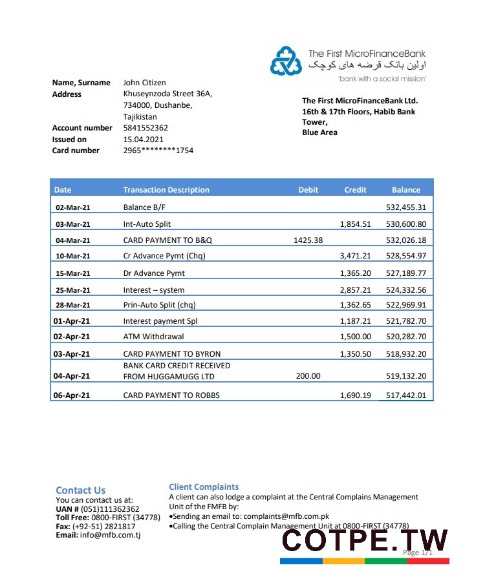 The First MicroFinanceBank
اولین بانک قرضه های کوچک
'bank with a social mission'
Name, Surname John Citizen
Address Khuseynzoda Street 36A,
734000, Dushanbe,
Tajikistan
Account number 5841552362
Issued on 15.04.2021
Card number 2965********1754
The First MicroFinanceBank Ltd.
16th & 17th Floors, Habib Bank
Tower,
Blue Area
Date Transaction Description Debit Credit Balance
02-Mar-21 Balance B/F 532,455.31
03-Mar-21 Int-Auto Split 1,854.51 530,600.80
04-Mar-21 CARD PAYMENT TO B&Q 1425.38 532,026.18
10-Mar-21 Cr Advance Pymt (Chq) 3,471.21 528,554.97
15-Mar-21 Dr Advance Pymt 1,365.20 527,189.77
25-Mar-21 Interest – sytem 2,857.21 524,332.56
28-Mar-21 Prin-Auto Split (chq) 1,362.65 522,969.91
01-Apr-21 Interest payment Spl 1,187.21 521,782.70
02-Apr-21 ATM Withdrawal 1,500.00 520,282.70
03-Apr-21 CARD PAYMENT TO BYRON 1,350.50 518,932.20
BANK CARD CREDIT RECEIVED
04-Apr-21 FROM HUGGAMUGG LTD 200.00 519,132.20
06-Apr-21 CARD PAYMENT TO ROBBS 1,690.19 517,442.01
Contact Us
You can contact us at:
UAN # (051)111362362
Toll Free: 0800-FIRST (34778)
Fax: (+92-51) 2821817
Email: info@mfb.com.tj
Client Complaints
A client can also lodge a complaint at the Central Complains Management
Unit of the FMFB by:
•Sending an email to: complaints@mfb.com.pk
•Calling the Central Complain Management Unit at 0800-FIRST (34778)
COTPE.TW
Page 1/1